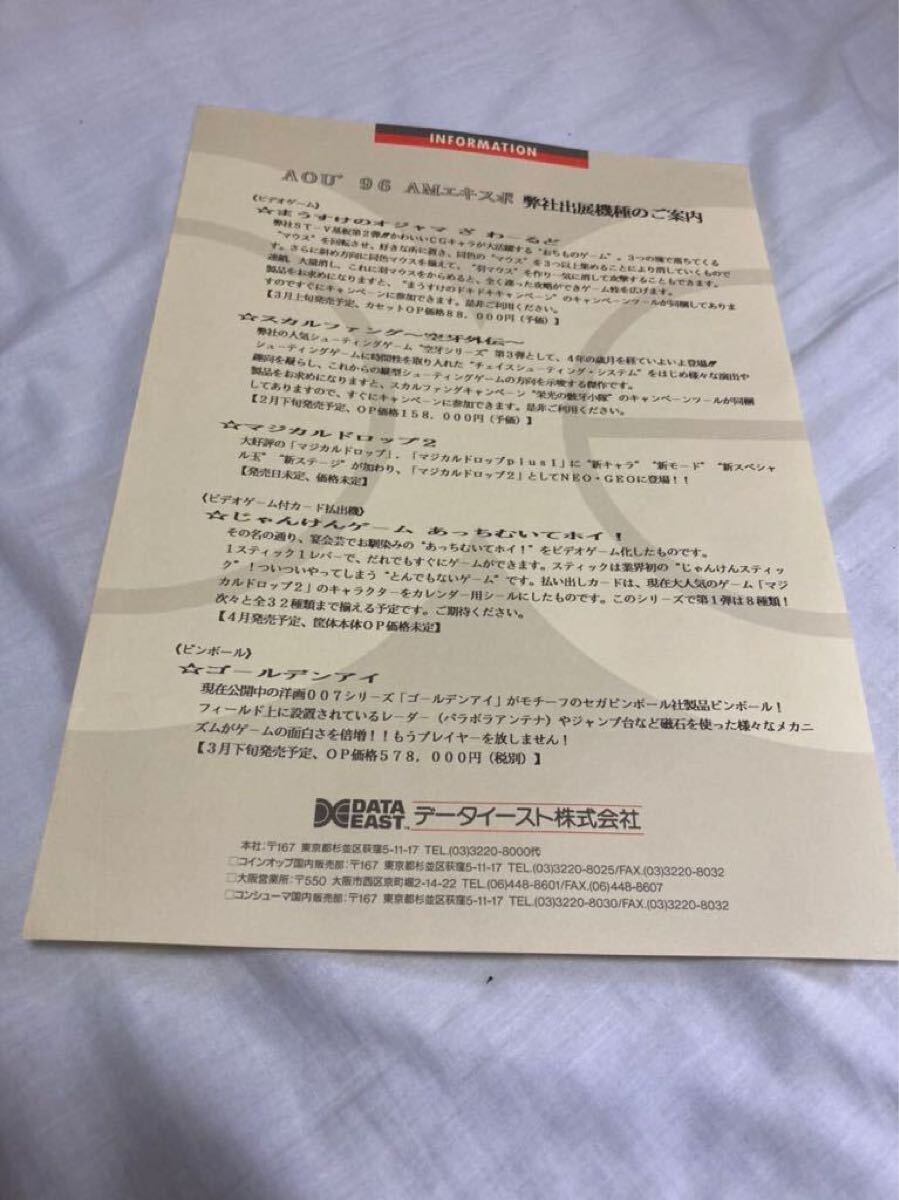 INFORMATION
AOU'96 AMエキスポ 弊社出展機種のご案内
《ビデオゲーム》
☆まうすけのオジャマ ざ わーるど
弊社ST-V基板第2弾!!かわいいCGキャラが大活躍する"おちものゲーム"。3つの塊で落ちてくる
"マウス"を回転させ、好きな所に置き、同色の"マウス"を3つ以上集めることにより消していくもので
す。さらに斜め方向に同色マウスを揃えて、"羽マウス"を作り一気に消して攻撃することもできます。
連鎖、大量消し、これに羽マウスをからめると、全く違った攻略ができゲーム性を広げます。
製品をお求めになりますと、"まうすけのドキドキキャンペーン"のキャンペーンツールが同梱してありま
すのですぐにキャンペーンに参加できます。是非ご利用ください。
【3月上旬発売予定、カセットOP価格88,000円(予価)】
☆スカルファング〜空牙外伝〜
弊社の人気シューティングゲーム"空牙シリーズ"第3弾として、4年の歳月を経ていよいよ登場!!
シューティングゲームに時間性を取り入れた"チェイスシューティング・システム"をはじめ様々な演出や
趣向を凝らし、これからの縦型シューティングゲームの方向を示唆する傑作です。
製品をお求めになりますと、スカルファングキャンペーン"栄光の骸牙小隊"のキャンペーンツールが同梱
してありますので、すぐにキャンペーンに参加できます。是非ご利用ください。
【2月下旬発売予定、OP価格158,000円(予価)】
☆マジカルドロップ2
大好評の「マジカルドロップ」、「マジカルドロップplus1」に"新キャラ" "新モード" "新スペシャ
ル玉" "新ステージ"が加わり、「マジカルドロップ2」としてNEO・GEOに登場!!
【発売日未定、価格未定】
《ビデオゲーム付カード払出機》
☆じゃんけんゲーム あっちむいてホイ!
その名の通り、宴会芸でお馴染みの"あっちむいてホイ!"をビデオゲーム化したものです。
1スティック1レバーで、だれでもすぐにゲームができます。スティックは業界初の"じゃんけんスティッ
ク"!ついついやってしまう"とんでもないゲーム"です。払い出しカードは、現在大人気のゲーム「マジ
カルドロップ2」のキャラクターをカレンダー用シールにしたものです。このシリーズで第1弾は8種類!
次々と全32種類まで揃える予定です。ご期待ください。
【4月発売予定、筐体本体OP価格未定】
《ピンボール》
☆ゴールデンアイ
現在公開中の洋画007シリーズ「ゴールデンアイ」がモチーフのセガピンボール社製品ピンボール!
フィールド上に設置されているレーダー(パラボラアンテナ)やジャンプ台など磁石を使った様々なメカニ
ズムがゲームの面白さを倍増!!もうプレイヤーを放しません!
【3月下旬発売予定、OP価格578,000円(税別)】
DATA EAST™ データイースト株式会社
本社:〒167 東京都杉並区荻窪5-11-17 TEL.(03)3220-8000代
□コインオップ国内販売部:〒167 東京都杉並区荻窪5-11-17 TEL.(03)3220-8025/FAX.(03)3220-8032
□大阪営業所:〒550 大阪市西区京町堀2-14-22 TEL.(06)448-8601/FAX.(06)448-8607
□コンシューマ国内販売部:〒167 東京都杉並区荻窪5-11-17 TEL.(03)3220-8030/FAX.(03)3220-8032